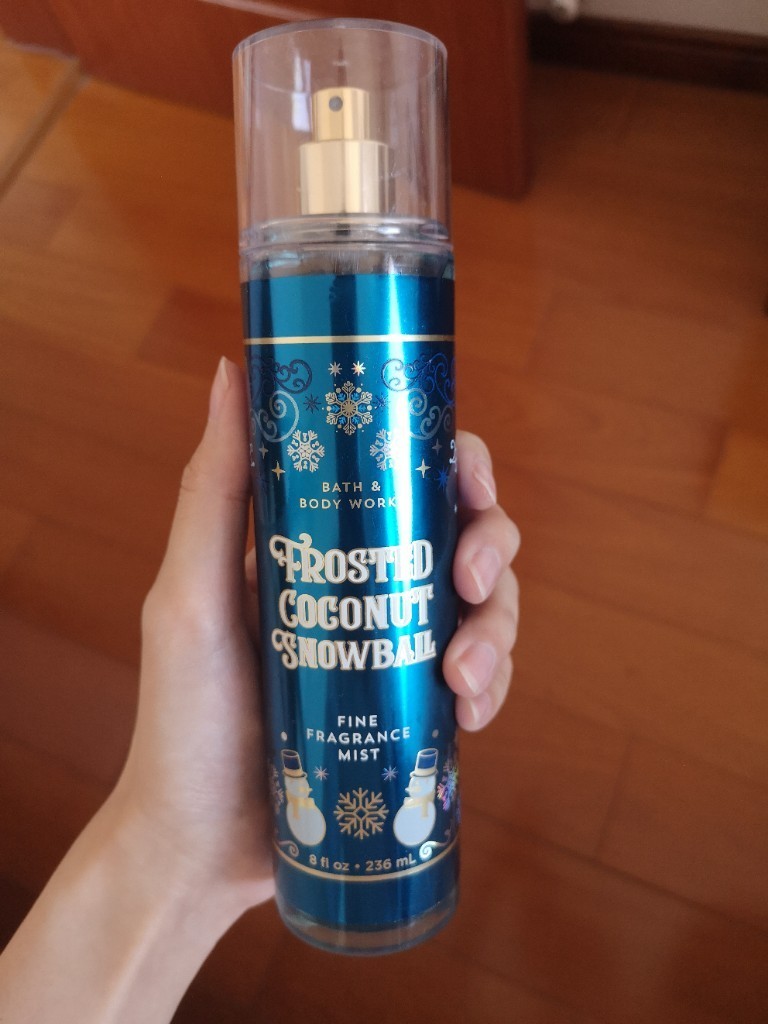 BATH &
BODY WORKS
FROSTED
COCONUT
SNOWBALL
FINE
FRAGRANCE
MIST
8 fl oz • 236 mL